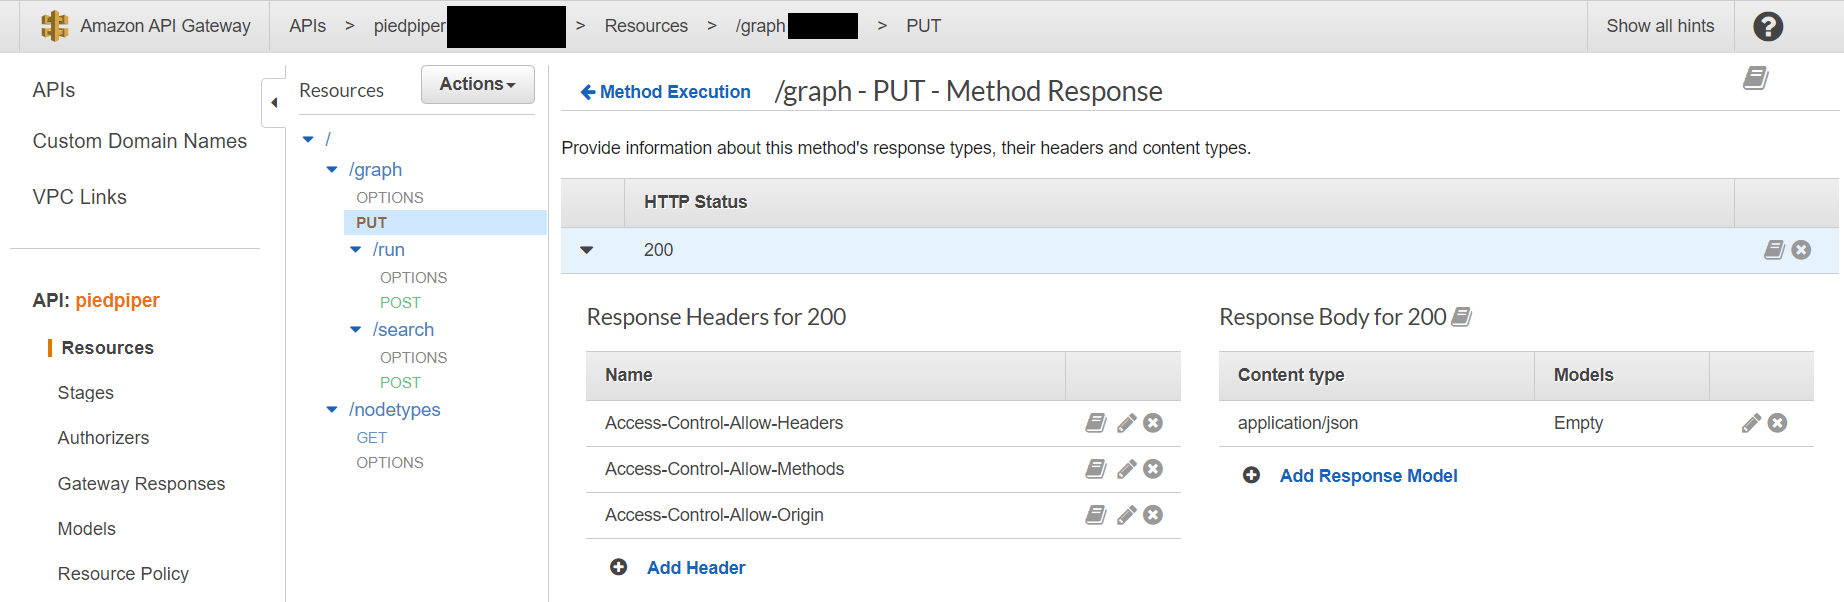 Amazon API Gateway APIs > piedpiper > Resources > /graph > PUT Show all hints ?
APIs
Custom Domain Names
VPC Links
API: piedpiper
Resources
Stages
Authorizers
Gateway Responses
Models
Resource Policy
Resources Actions
/
/graph
OPTIONS
PUT
/run
OPTIONS
POST
/search
OPTIONS
POST
/nodetypes
GET
OPTIONS
Method Execution /graph - PUT - Method Response
Provide information about this method's response types, their headers and content types.
HTTP Status
200
Response Headers for 200
Name
Access-Control-Allow-Headers
Access-Control-Allow-Methods
Access-Control-Allow-Origin
Add Header
Response Body for 200
Content type Models
application/json Empty
Add Response Model